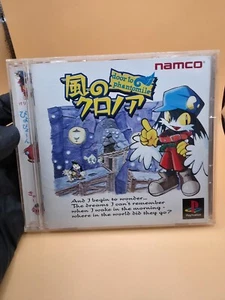 namco
風の
クロノア
door to
phantomile
And I begin to wonder...
The dreams I can't remember
when I wake in the morning -
where in the world did they go?